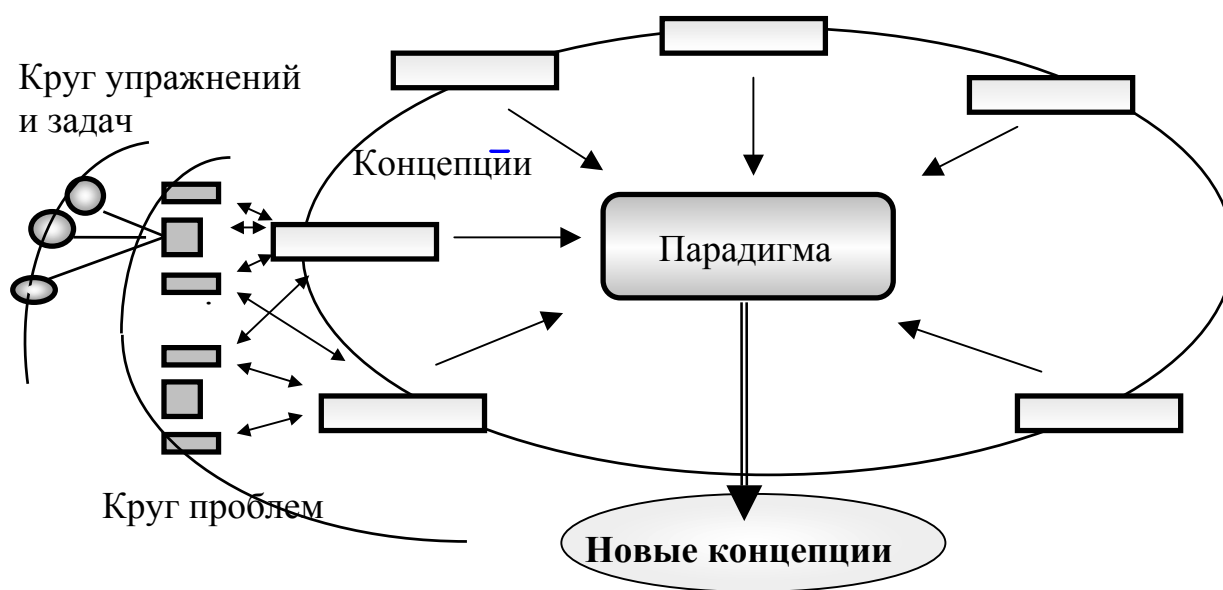 Круг упражнений
и задач
Концепции
Парадигма
Круг проблем
Новые концепции